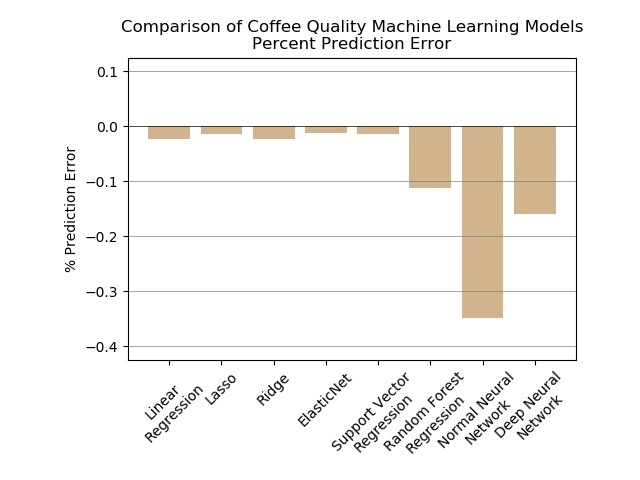 Comparison of Coffee Quality Machine Learning Models
Percent Prediction Error
% Prediction Error
0.1
0.0
−0.1
−0.2
−0.3
−0.4
Linear
Regression
Lasso
Ridge
ElasticNet
Support Vector
Regression
Random Forest
Regression
Normal Neural
Network
Deep Neural
Network